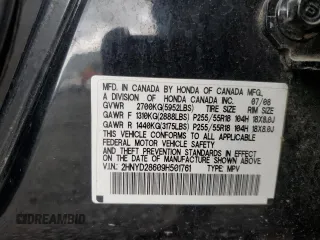 MFD. IN CANADA BY HONDA OF CANADA MFG.,
A DIVISION OF HONDA CANADA INC. 07/08
GVWR 2700KG(5952LBS) TIRE SIZE RIM SIZE
GAWR F 1310KG(2888LBS) P255/55R18 104H 18X8.0J
GAWR R 1440KG(3175LBS) P255/55R18 104H 18X8.0J
THIS VEHICLE CONFORMS TO ALL APPLICABLE
FEDERAL MOTOR VEHICLE SAFETY STANDARDS
IN EFFECT ON THE DATE OF MANUFACTURE SHOWN ABOVE.
V.I.N.: 2HNYD28609H501761 TYPE: MPV
DREAMBID